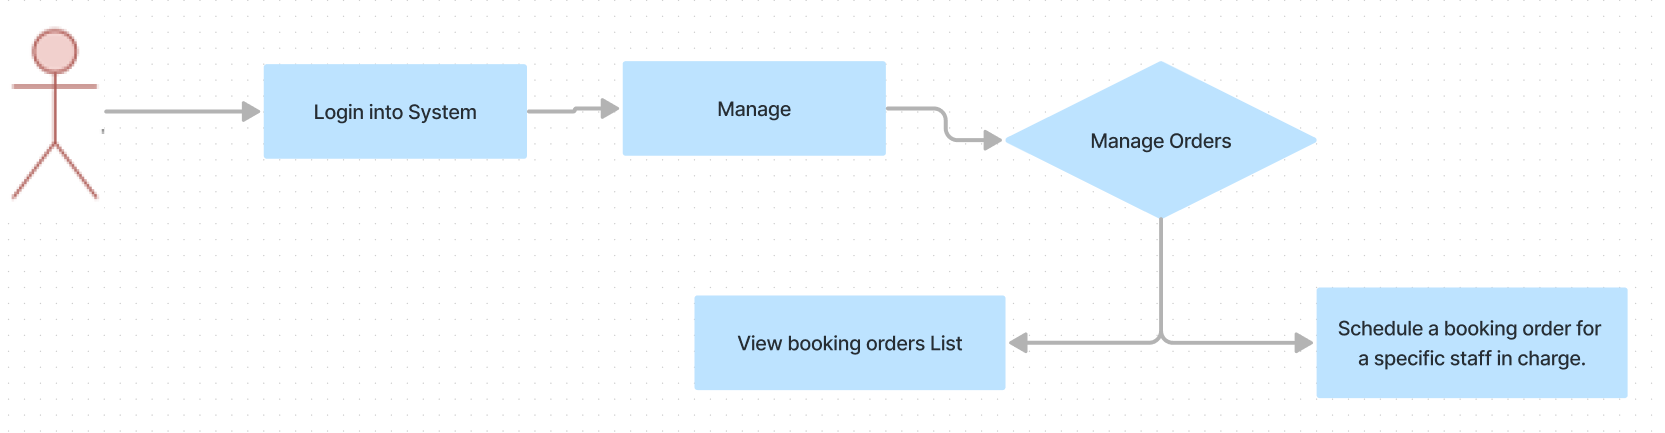 Login into System
Manage
Manage Orders
View booking orders List
Schedule a booking order for
a specific staff in charge.